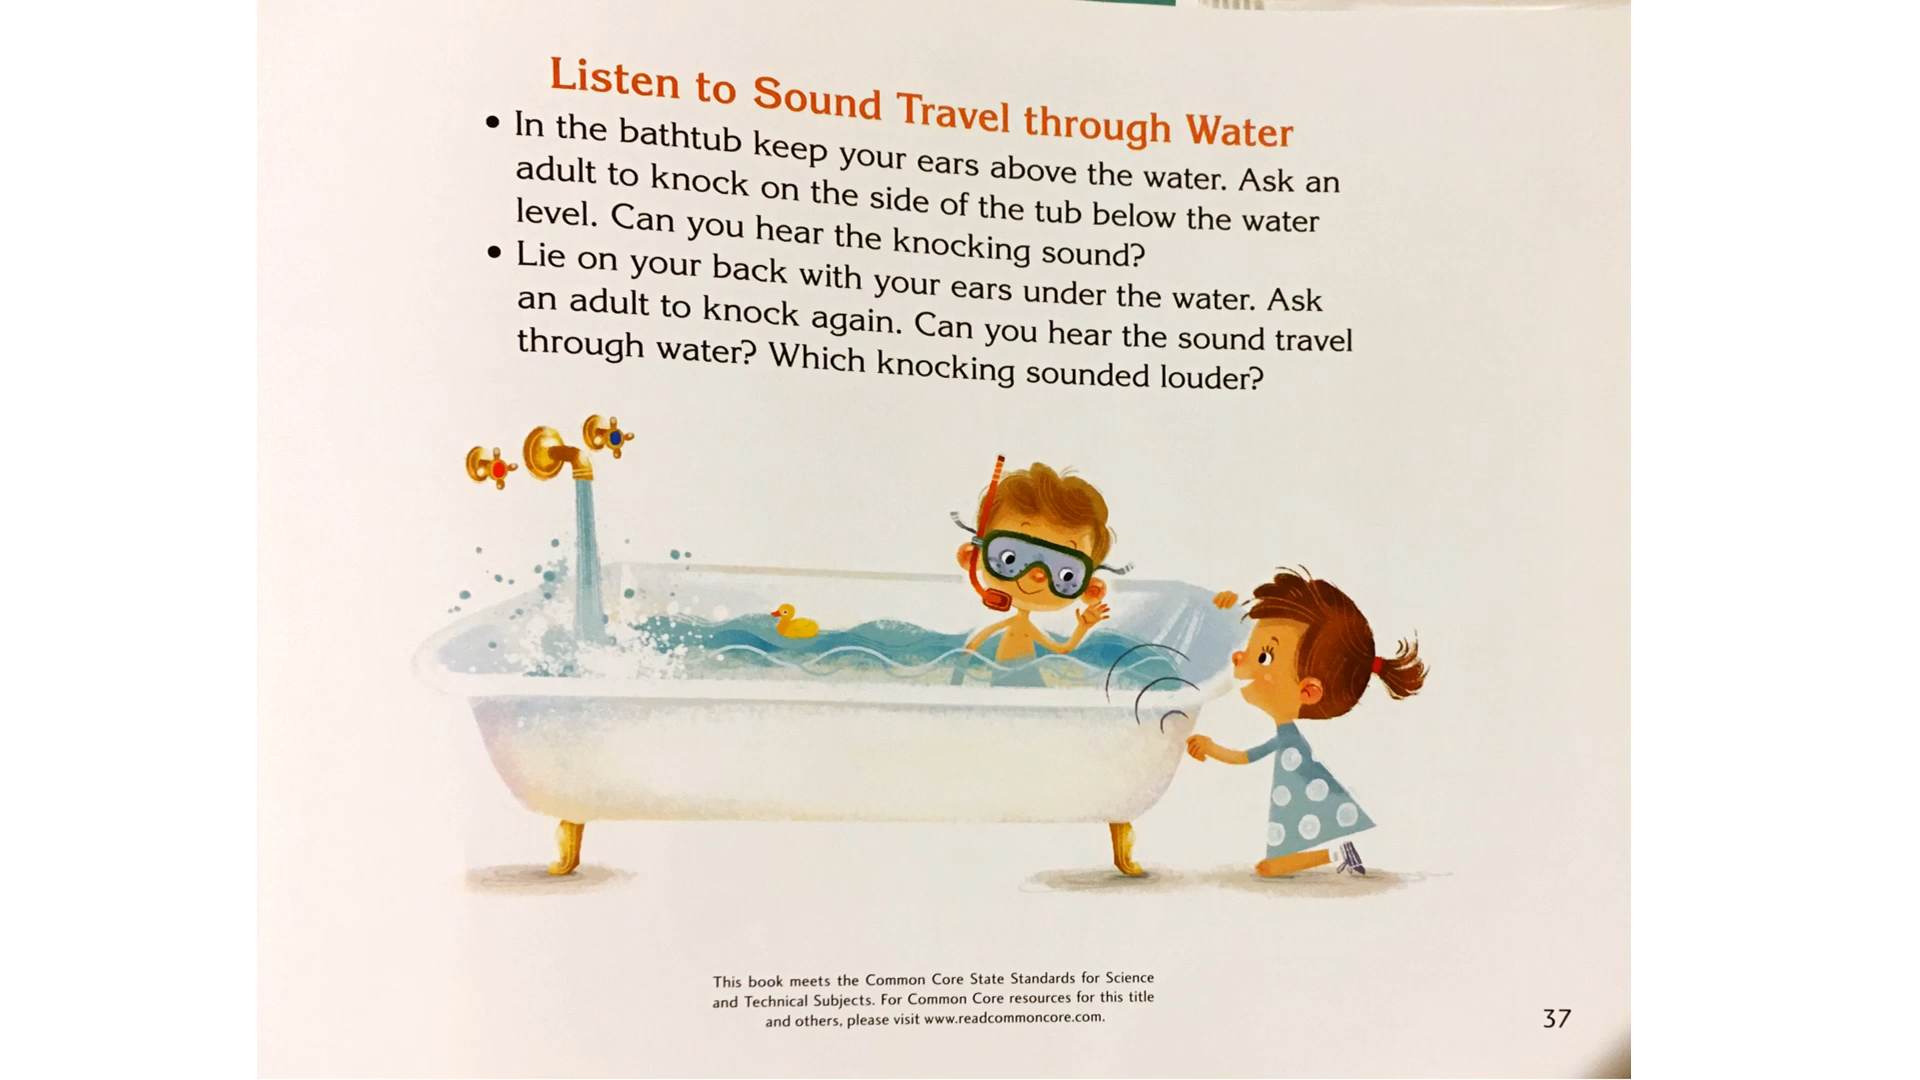 Listen to Sound Travel through Water
• In the bathtub keep your ears above the water. Ask an
adult to knock on the side of the tub below the water
level. Can you hear the knocking sound?
• Lie on your back with your ears under the water. Ask
an adult to knock again. Can you hear the sound travel
through water? Which knocking sounded louder?
This book meets the Common Core State Standards for Science
and Technical Subjects. For Common Core resources for this title
and others, please visit www.readcommoncore.com.
37